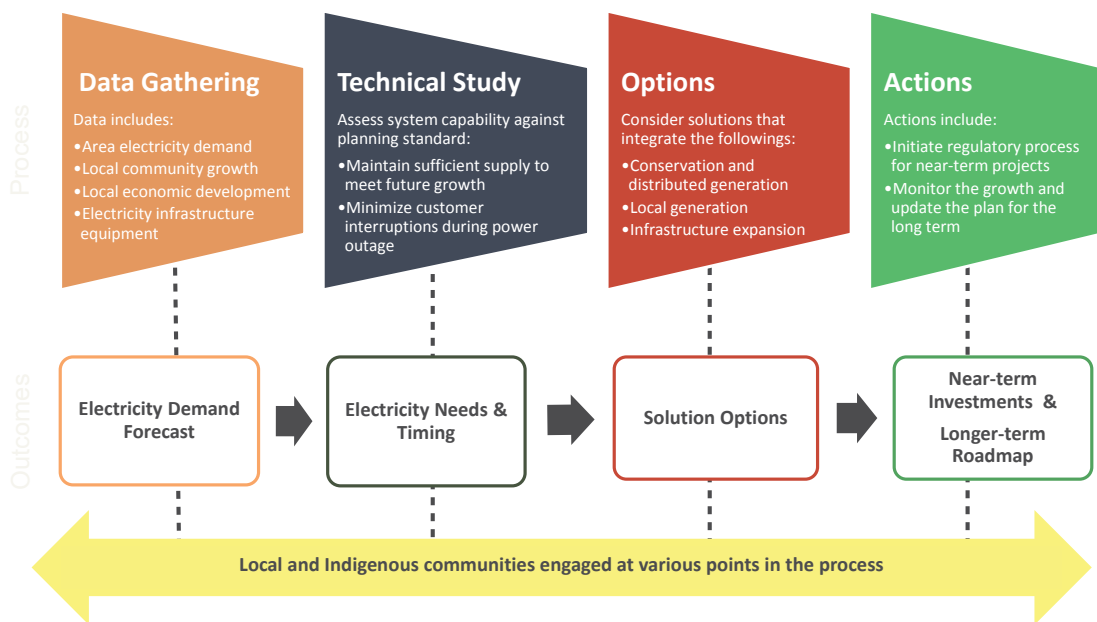 Process
Data Gathering
Data includes:
•Area electricity demand
•Local community growth
•Local economic development
•Electricity infrastructure
equipment
Technical Study
Assess system capability against
planning standard:
•Maintain sufficient supply to
meet future growth
•Minimize customer
interruptions during power
outage
Options
Consider solutions that
integrate the followings:
•Conservation and
distributed generation
•Local generation
•Infrastructure expansion
Actions
Actions include:
•Initiate regulatory process
for near-term projects
•Monitor the growth and
update the plan for the
long term
Outcomes
Electricity Demand
Forecast
Electricity Needs &
Timing
Solution Options
Near-term
Investments &
Longer-term
Roadmap
Local and Indigenous communities engaged at various points in the process